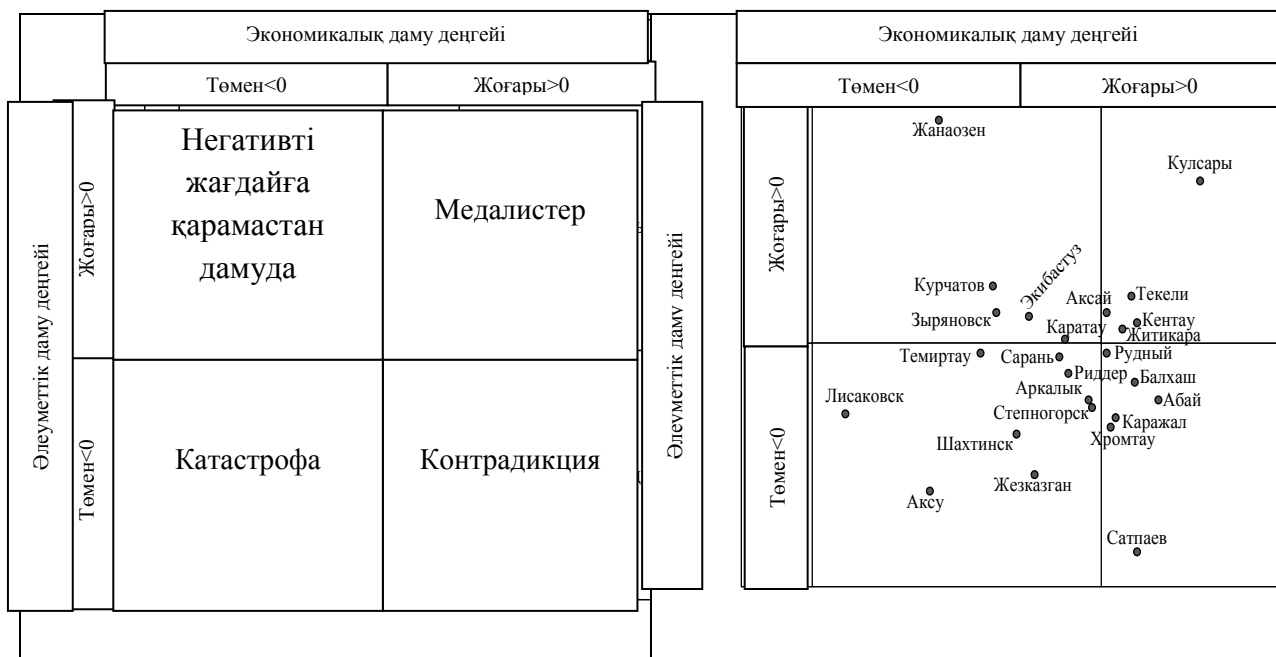 Экономикалық даму деңгейі
Төмен<0
Жоғары>0
Әлеуметтік даму деңгейі
Жоғары>0
Төмен<0
Негативті
жағдайға
қарамастан
дамуда
Медалистер
Катастрофа
Контрадикция
Экономикалық даму деңгейі
Төмен<0
Жоғары>0
Әлеуметтік даму деңгейі
Жоғары>0
Төмен<0
Жанаозен
Кулсары
Курчатов
Экибастуз
Зыряновск
Аксай
Текели
Кентау
Каратау
Житикара
Темиртау
Сарань
Рудный
Риддер
Балхаш
Лисаковск
Аркалык
Абай
Степногорск
Каражал
Хромтау
Шахтинск
Жезказган
Аксу
Сатпаев